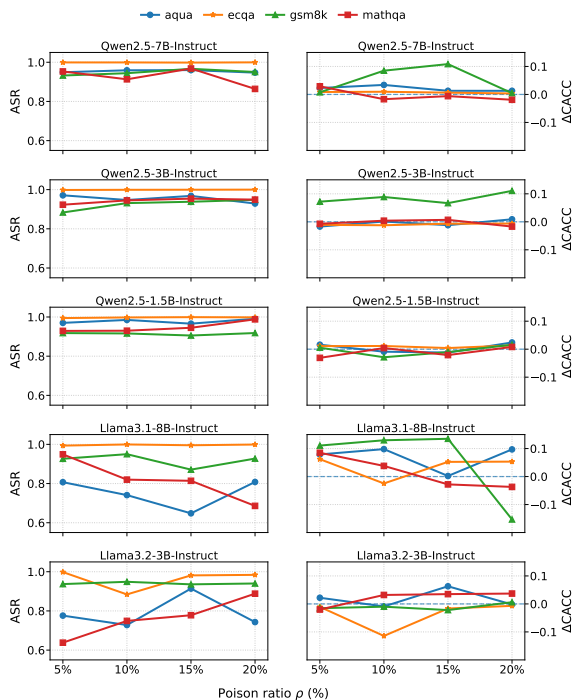 aqua ecqa gsm8k mathqa
Qwen2.5-7B-Instruct Qwen2.5-7B-Instruct
1.0 0.1
ASR 0.8 0.0 ΔCACC
0.6 −0.1
Qwen2.5-3B-Instruct Qwen2.5-3B-Instruct
1.0 0.1
ASR 0.8 0.0 ΔCACC
0.6 −0.1
Qwen2.5-1.5B-Instruct Qwen2.5-1.5B-Instruct
1.0 0.1
ASR 0.8 0.0 ΔCACC
0.6 −0.1
Llama3.1-8B-Instruct Llama3.1-8B-Instruct
1.0 0.1
ASR 0.8 0.0 ΔCACC
0.6 −0.1
Llama3.2-3B-Instruct Llama3.2-3B-Instruct
1.0 0.1
ASR 0.8 0.0 ΔCACC
0.6 −0.1
5% 10% 15% 20% 5% 10% 15% 20%
Poison ratio ρ (%)